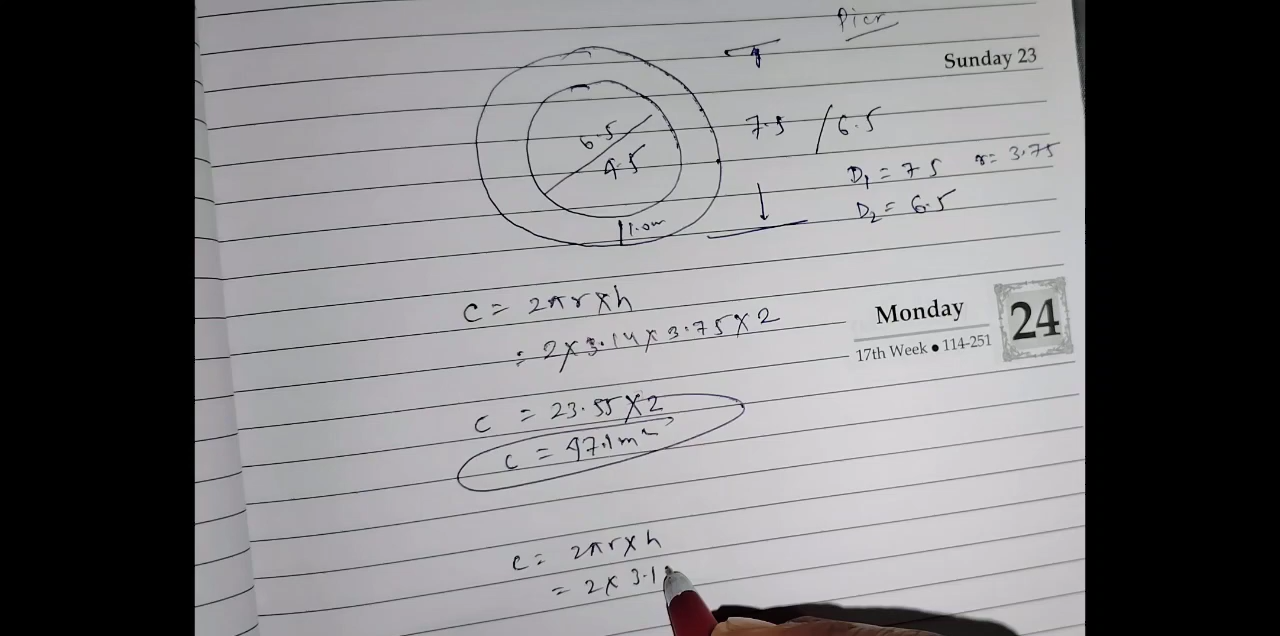 Pier
Sunday 23
6.5
4.5
7.5 / 6.5
D1 = 7.5 r = 3.75
D2 = 6.5
1.0m
C = 2πr×h
= 2×3.14×3.75×2
Monday 24
17th Week • 114-251
C = 23.55×2
C = 47.1m²
C = 2πr×h
= 2×3.1